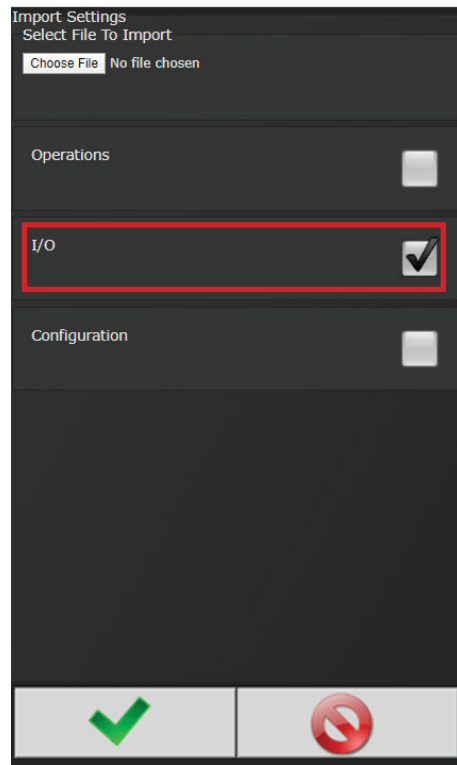 Import Settings
Select File To Import
Choose File No file chosen
Operations
I/O
Configuration